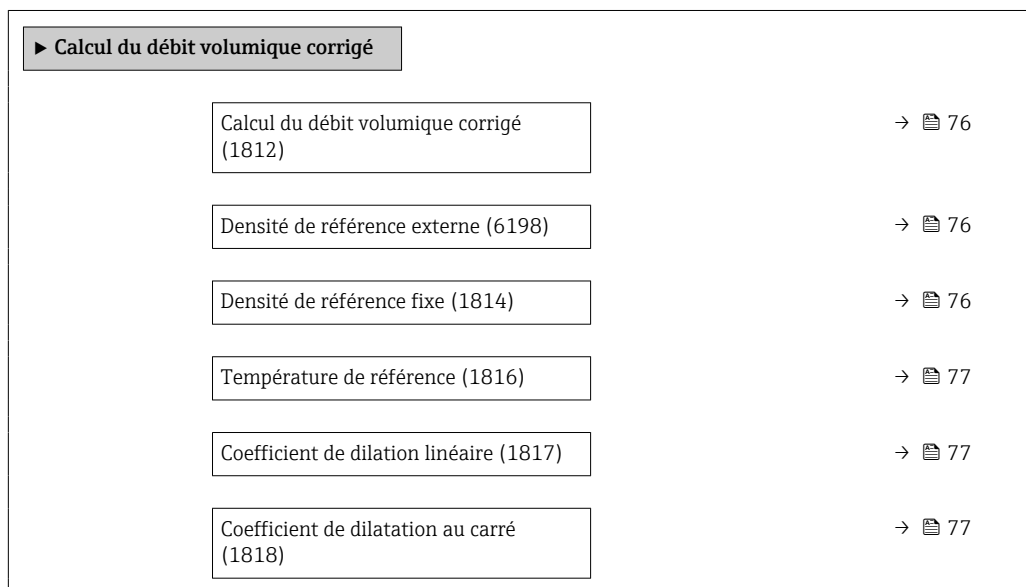 ▶ Calcul du débit volumique corrigé
Calcul du débit volumique corrigé
(1812)
→ 76
Densité de référence externe (6198)
→ 76
Densité de référence fixe (1814)
→ 76
Température de référence (1816)
→ 77
Coefficient de dilation linéaire (1817)
→ 77
Coefficient de dilatation au carré
(1818)
→ 77